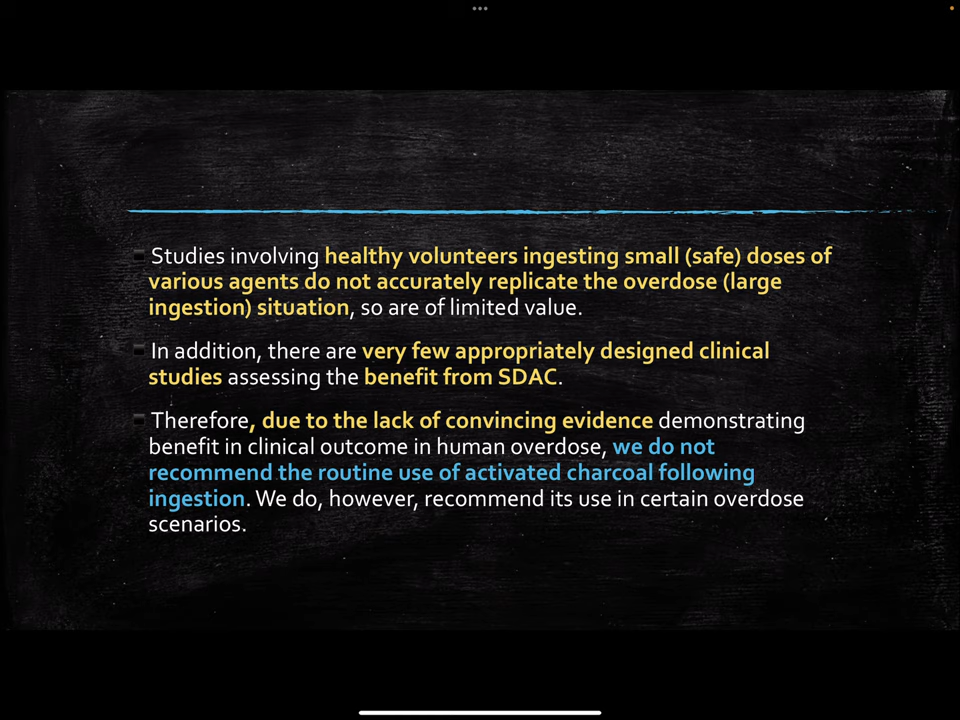 Studies involving healthy volunteers ingesting small (safe) doses of
various agents do not accurately replicate the overdose (large
ingestion) situation, so are of limited value.
In addition, there are very few appropriately designed clinical
studies assessing the benefit from SDAC.
Therefore, due to the lack of convincing evidence demonstrating
benefit in clinical outcome in human overdose, we do not
recommend the routine use of activated charcoal following
ingestion. We do, however, recommend its use in certain overdose
scenarios.